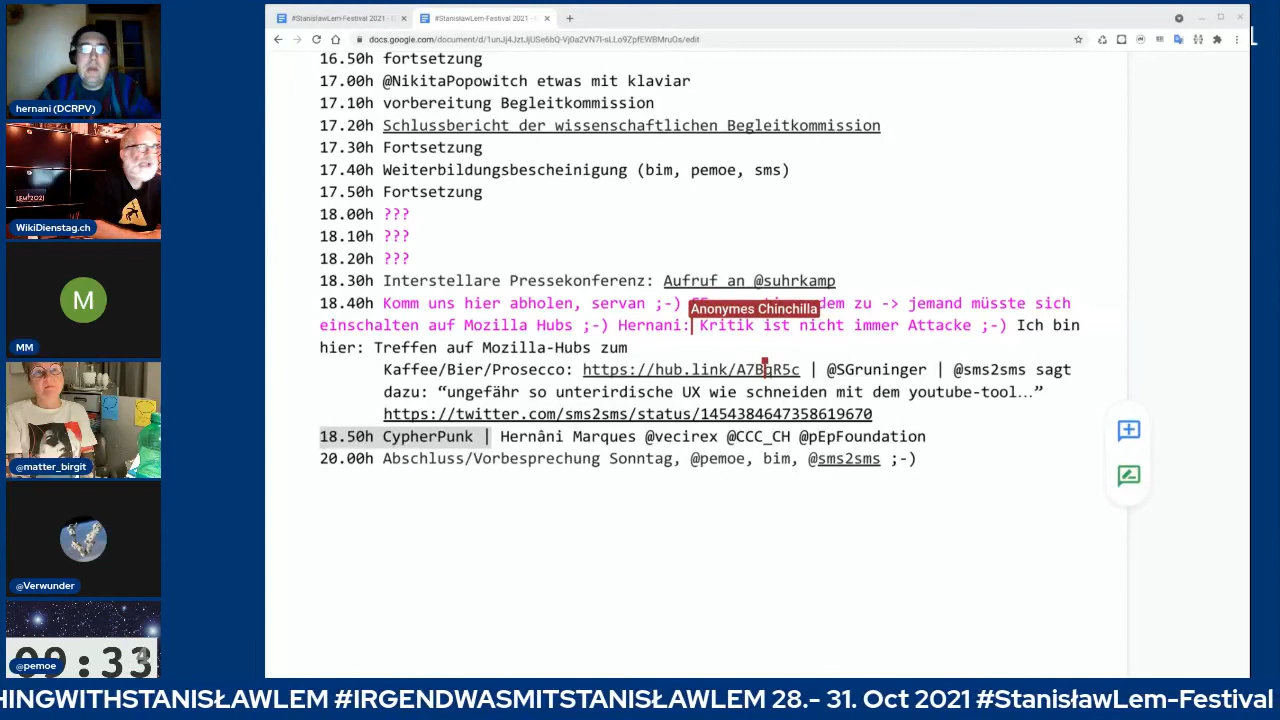 #StanisławLem-Festival 2021 -
#StanisławLem-Festival 2021 -
docs.google.com/document/d/1unJj4JztJjUSe6bQ-Vj0a2VN7I-sLLo9ZpfEWBMruOs/edit
16.50h fortsetzung
17.00h @NikitaPopowitch etwas mit klaviar
17.10h vorbereitung Begleitkommission
17.20h Schlussbericht der wissenschaftlichen Begleitkommission
17.30h Fortsetzung
17.40h Weiterbildungsbescheinigung (bim, pemoe, sms)
17.50h Fortsetzung
18.00h ???
18.10h ???
18.20h ???
18.30h Interstellare Pressekonferenz: Aufruf an @suhrkamp
18.40h Komm uns hier abholen, servan ;-) dem zu -> jemand müsste sich
Anonymes Chinchilla
einschalten auf Mozilla Hubs ;-) Hernani: Kritik ist nicht immer Attacke ;-) Ich bin
hier: Treffen auf Mozilla-Hubs zum
Kaffee/Bier/Prosecco: https://hub.link/A7BqR5c | @SGruninger | @sms2sms sagt
dazu: “ungefähr so unterirdische UX wie schneiden mit dem youtube-tool…”
https://twitter.com/sms2sms/status/1454384647358619670
18.50h CypherPunk | Hernâni Marques @vecirex @CCC_CH @pEpFoundation
20.00h Abschluss/Vorbesprechung Sonntag, @pemoe, bim, @sms2sms ;-)
hernani (DCRPV)
LEM2021
WikiDienstag.ch
M
MM
@matter_birgit
@Verwunder
09:33
@pemoe
HINGWITHSTANISŁAWLEM #IRGENDWASMITSTANISŁAWLEM 28.- 31. Oct 2021 #StanisławLem-Festival